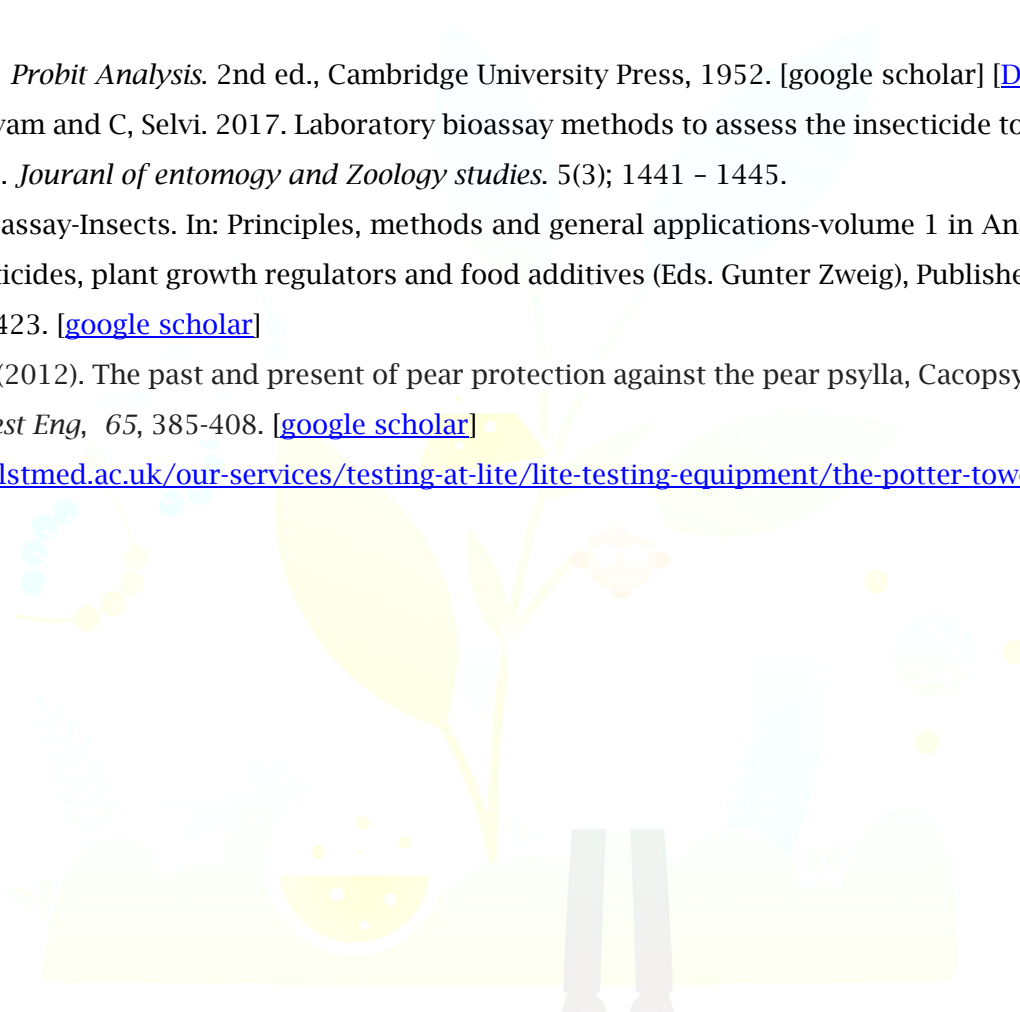 Probit Analysis. 2nd ed., Cambridge University Press, 1952. [google scholar] [D
yam and C, Selvi. 2017. Laboratory bioassay methods to assess the insecticide to
. Jouranl of entomogy and Zoology studies. 5(3); 1441 – 1445.
assay-Insects. In: Principles, methods and general applications-volume 1 in An
ticides, plant growth regulators and food additives (Eds. Gunter Zweig), Publishe
423. [google scholar]
(2012). The past and present of pear protection against the pear psylla, Cacopsy
est Eng, 65, 385-408. [google scholar]
lstmed.ac.uk/our-services/testing-at-lite/lite-testing-equipment/the-potter-tow